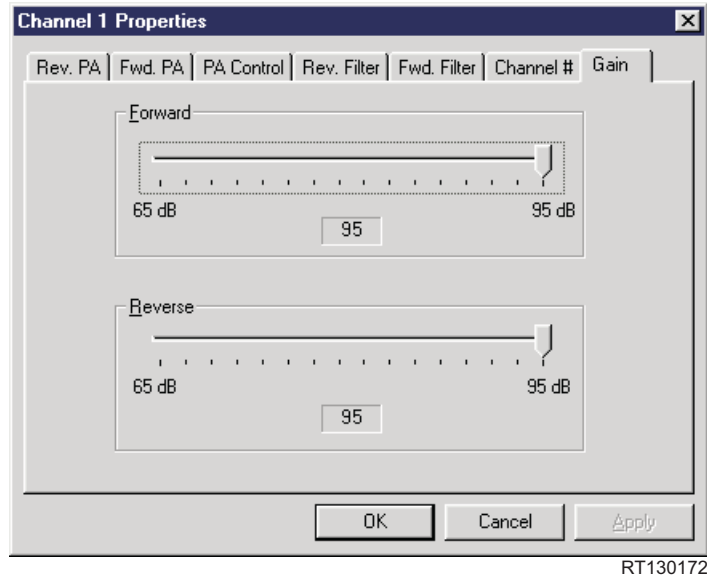 Channel 1 Properties
Rev. PA Fwd. PA PA Control Rev. Filter Fwd. Filter Channel # Gain
Forward
65 dB 95 dB
95
Reverse
65 dB 95 dB
95
OK Cancel Apply
RT130172